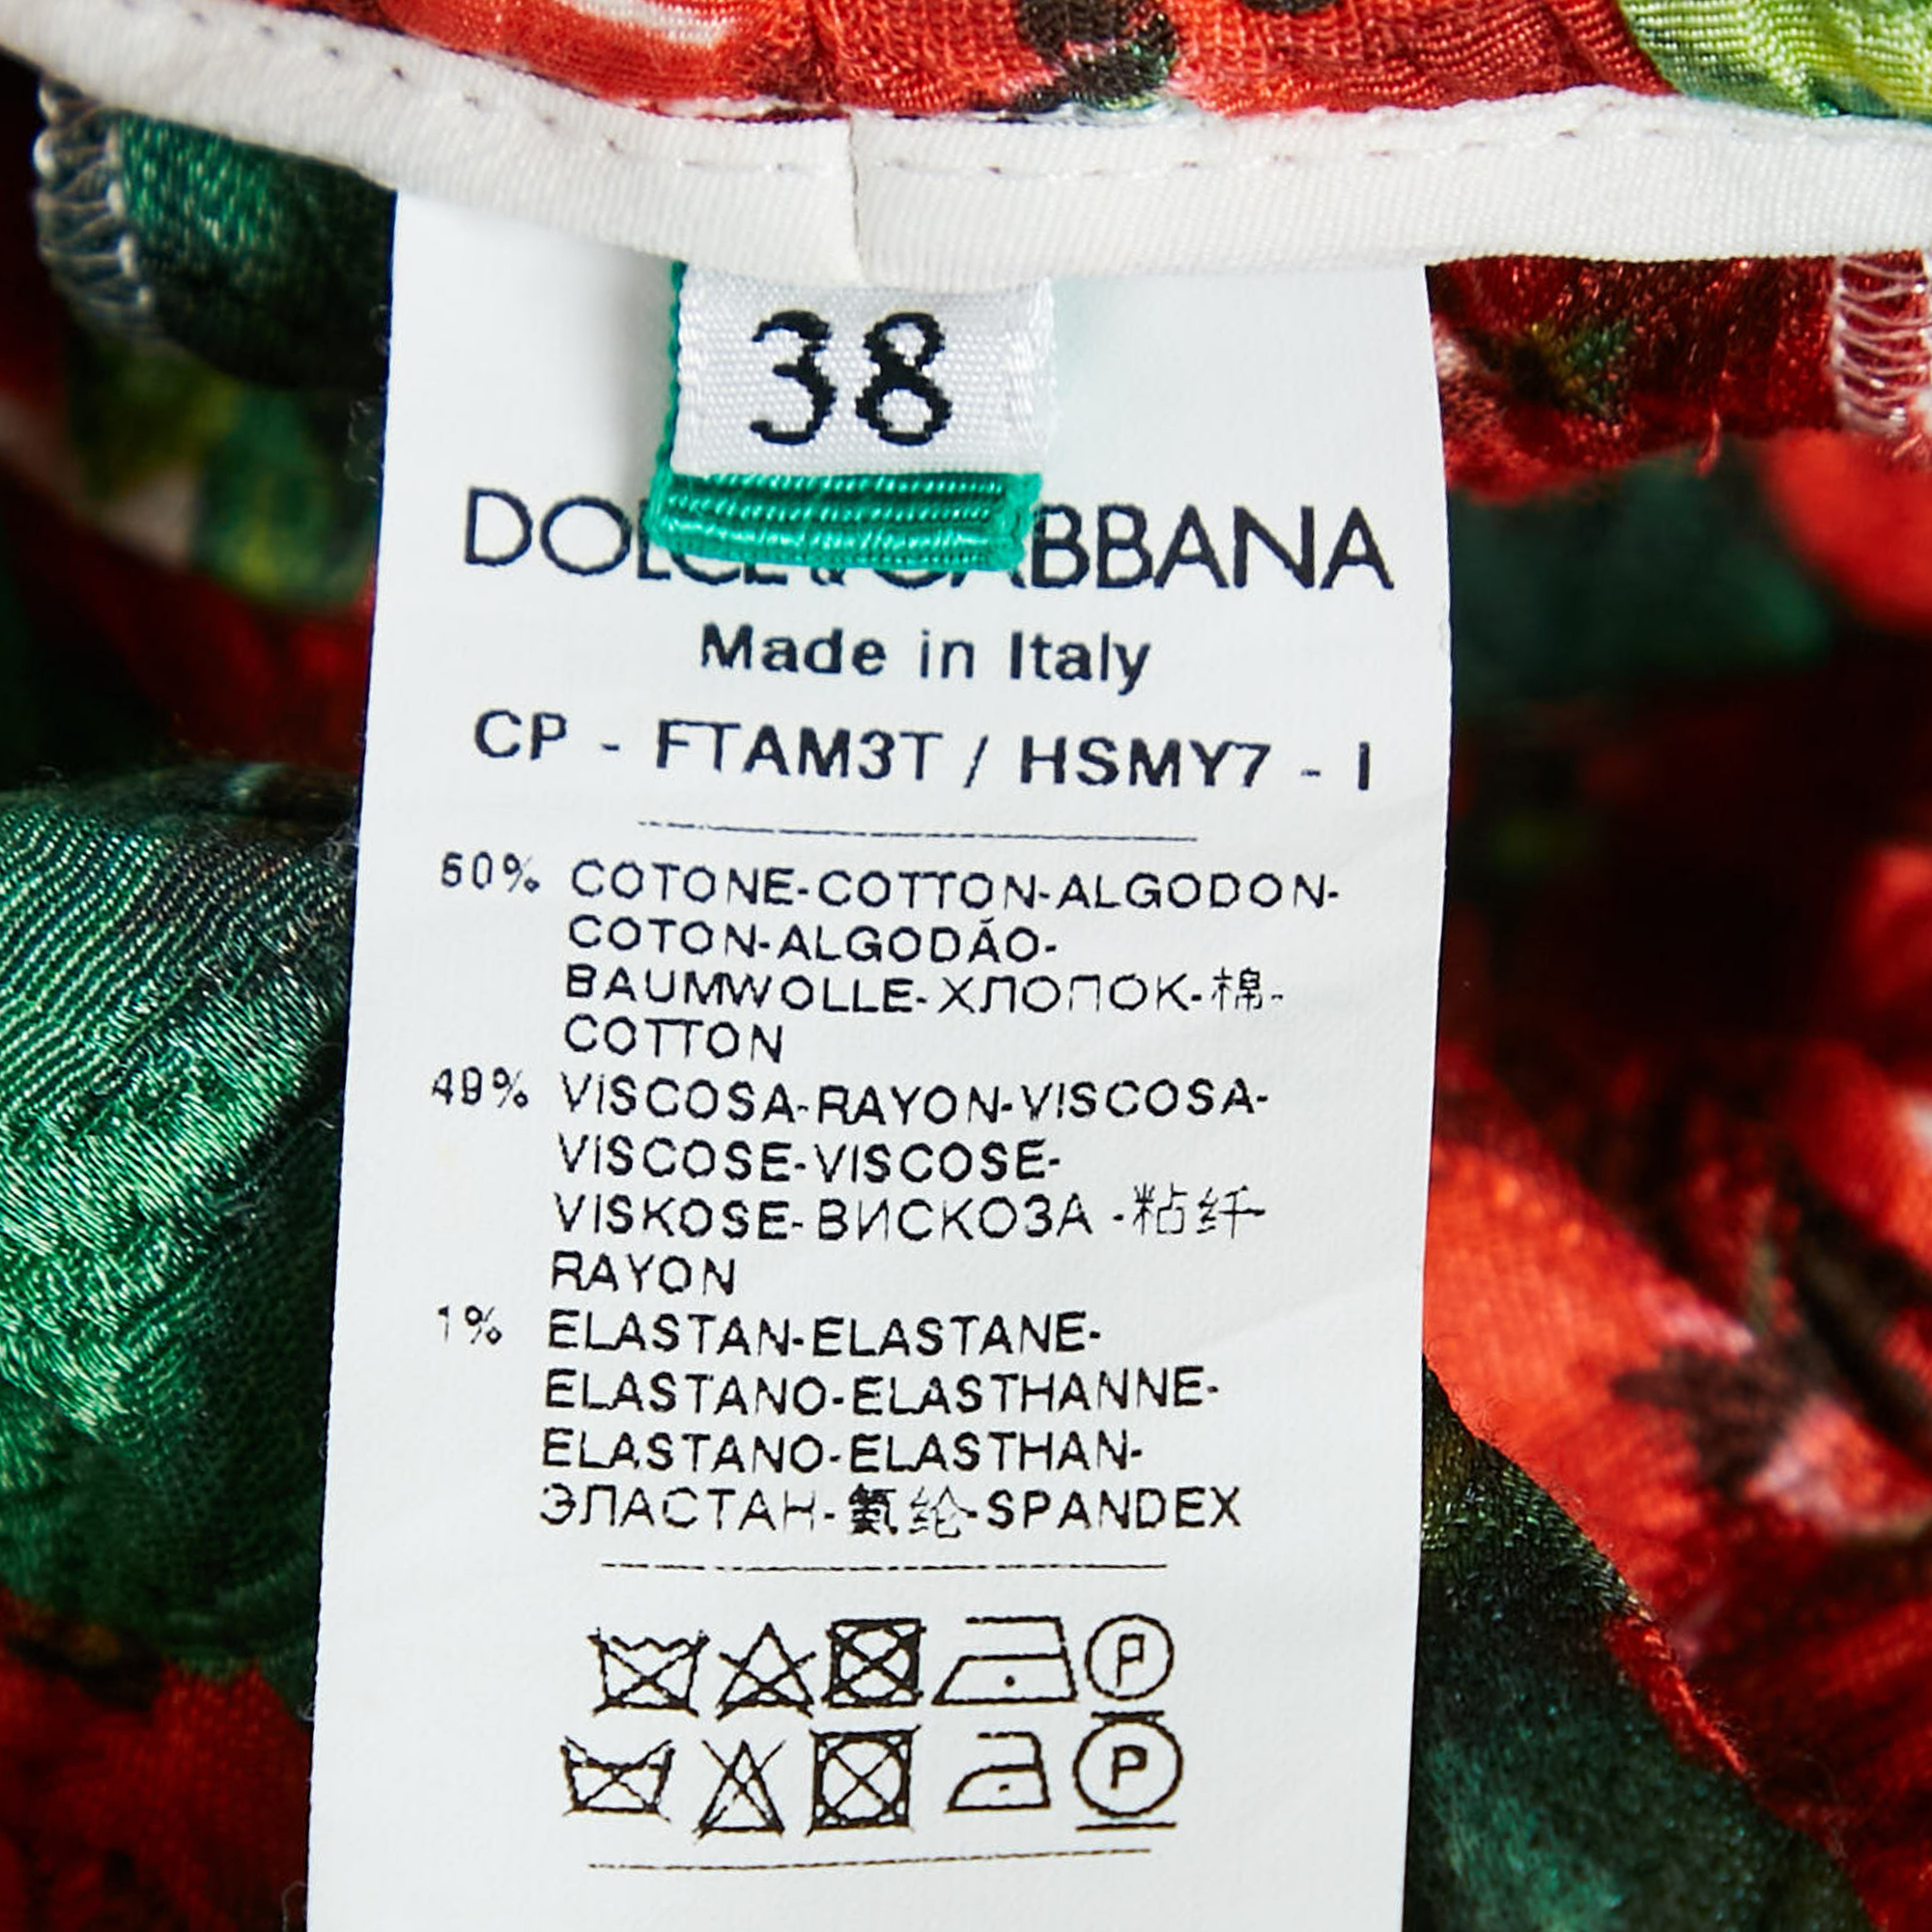 38
DOLCE & GABBANA
Made in Italy
CP - FTAM3T / HSMY7 - I
50% COTONE-COTTON-ALGODON-
COTON-ALGODÃO-
BAUMWOLLE-ХЛОПОК-棉-
COTTON
49% VISCOSA-RAYON-VISCOSA-
VISCOSE-VISCOSE-
VISKOSE-ВИСКОЗА -粘纤-
RAYON
1% ELASTAN-ELASTANE-
ELASTANO-ELASTHANNE-
ELASTANO-ELASTHAN-
ЭЛАСТАН-氨纶-SPANDEX
P
P